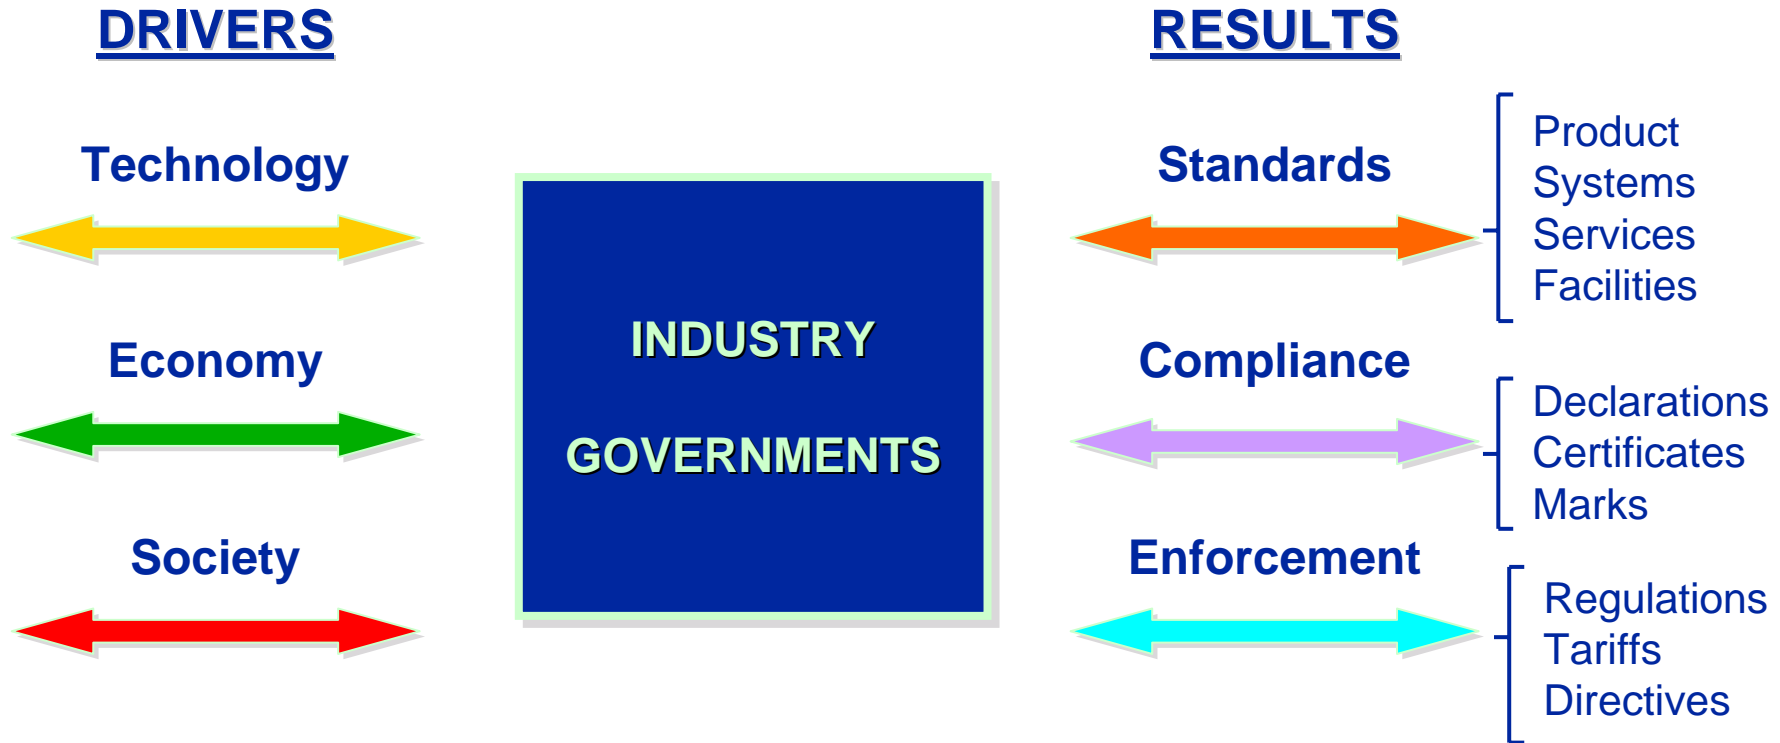 DRIVERS
Technology
Economy
Society
INDUSTRY
GOVERNMENTS
RESULTS
Standards
Product
Systems
Services
Facilities
Compliance
Declarations
Certificates
Marks
Enforcement
Regulations
Tariffs
Directives